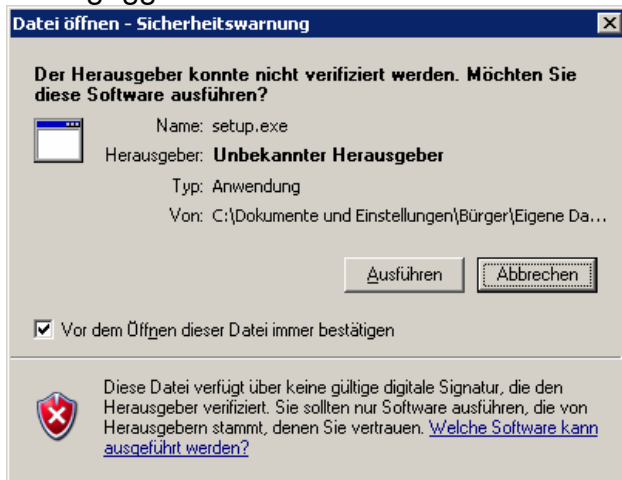 Datei öffnen - Sicherheitswarnung
Der Herausgeber konnte nicht verifiziert werden. Möchten Sie
diese Software ausführen?
Name: setup.exe
Herausgeber: Unbekannter Herausgeber
Typ: Anwendung
Von: C:\Dokumente und Einstellungen\Bürger\Eigene Da...
Ausführen Abbrechen
Vor dem Öffnen dieser Datei immer bestätigen
Diese Datei verfügt über keine gültige digitale Signatur, die den
Herausgeber verifiziert. Sie sollten nur Software ausführen, die von
Herausgebern stammt, denen Sie vertrauen. Welche Software kann
ausgeführt werden?